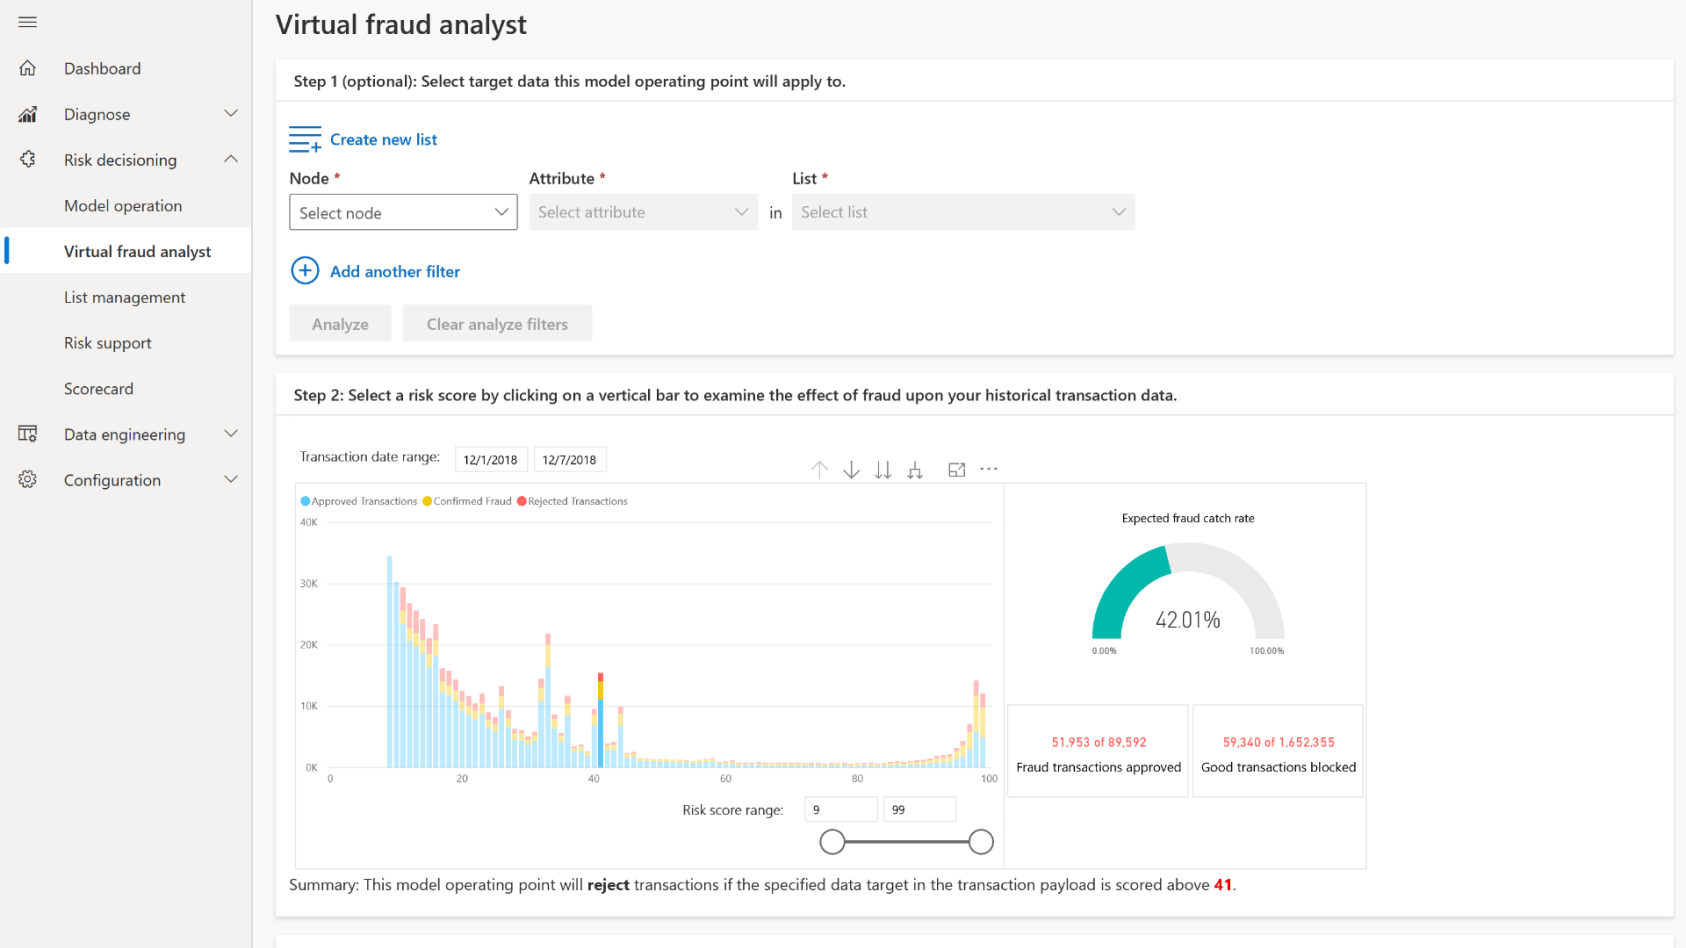 Virtual fraud analyst
Dashboard
Diagnose
Risk decisioning
Model operation
Virtual fraud analyst
List management
Risk support
Scorecard
Data engineering
Configuration
Step 1 (optional): Select target data this model operating point will apply to.
Create new list
Node *
Attribute *
List *
Select node
Select attribute
in
Select list
Add another filter
Analyze
Clear analyze filters
Step 2: Select a risk score by clicking on a vertical bar to examine the effect of fraud upon your historical transaction data.
Transaction date range:
12/1/2018
12/7/2018
Approved Transactions
Confirmed Fraud
Rejected Transactions
40K
30K
20K
10K
0K
0
20
40
60
80
100
Risk score range:
9
99
Expected fraud catch rate
42.01%
0.00%
100.00%
51,953 of 89,592
Fraud transactions approved
59,340 of 1,652,355
Good transactions blocked
Summary: This model operating point will reject transactions if the specified data target in the transaction payload is scored above 41.